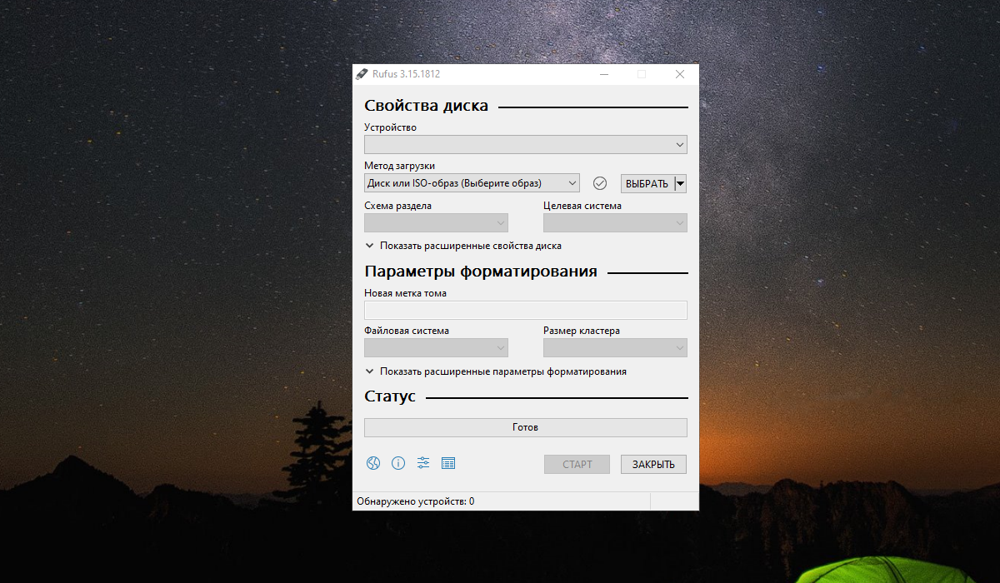 Rufus 3.15.1812
Свойства диска
Устройство
Метод загрузки
Диск или ISO-образ (Выберите образ)
ВЫБРАТЬ
Схема раздела
Целевая система
Показать расширенные свойства диска
Параметры форматирования
Новая метка тома
Файловая система
Размер кластера
Показать расширенные параметры форматирования
Статус
Готов
СТАРТ
ЗАКРЫТЬ
Обнаружено устройств: 0